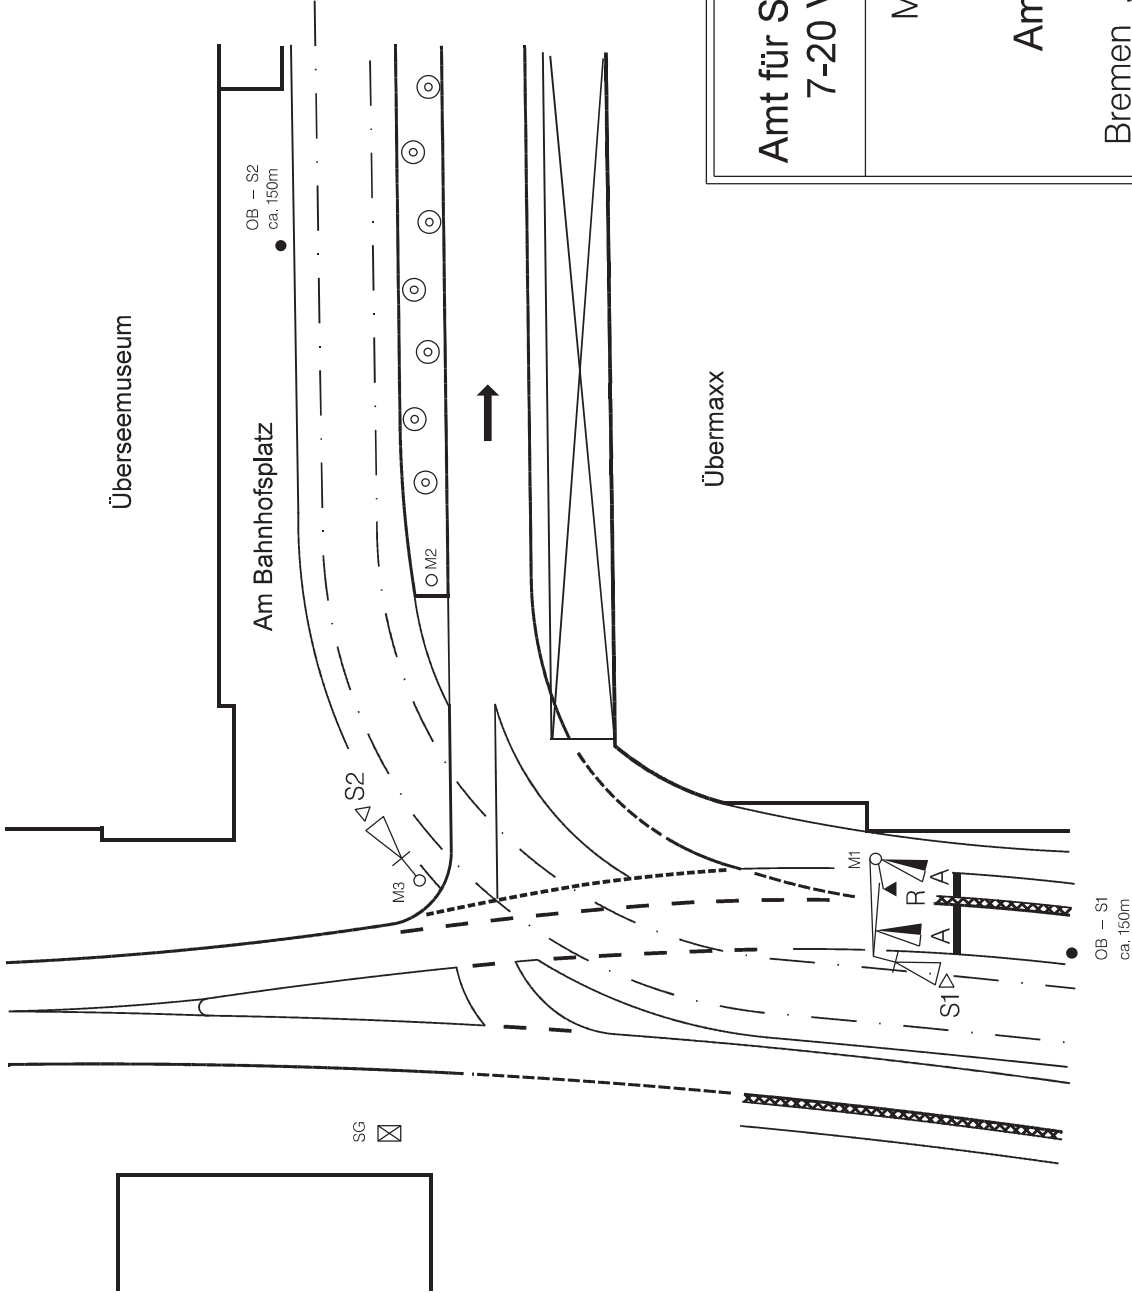 Überseemuseum
Am Bahnhofsplatz
OB – S2
ca. 150m
M2
S2
M3
Übermaxx
M1
A
R
A
S1
OB – S1
ca. 150m
SG
Amt für S
7-20
M
Am
Bremen